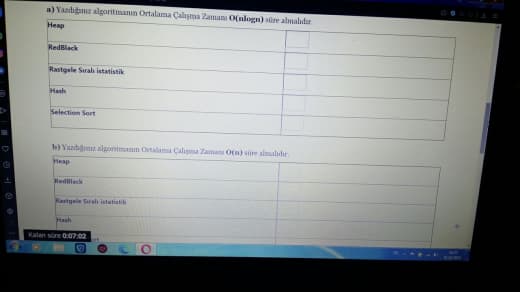 a) Yazdığınız algoritmanın Ortalama Çalışma Zamanı O(nlogn) süre almalıdır.
Heap
RedBlack
Rastgele Sıralı istatistik
Hash
Selection Sort
b) Yazdığınız algoritmanın Ortalama Çalışma Zamanı O(n) süre almalıdır.
Heap
RedBlack
Rastgele Sıralı istatistik
Hash
Kalan süre 0:07:02